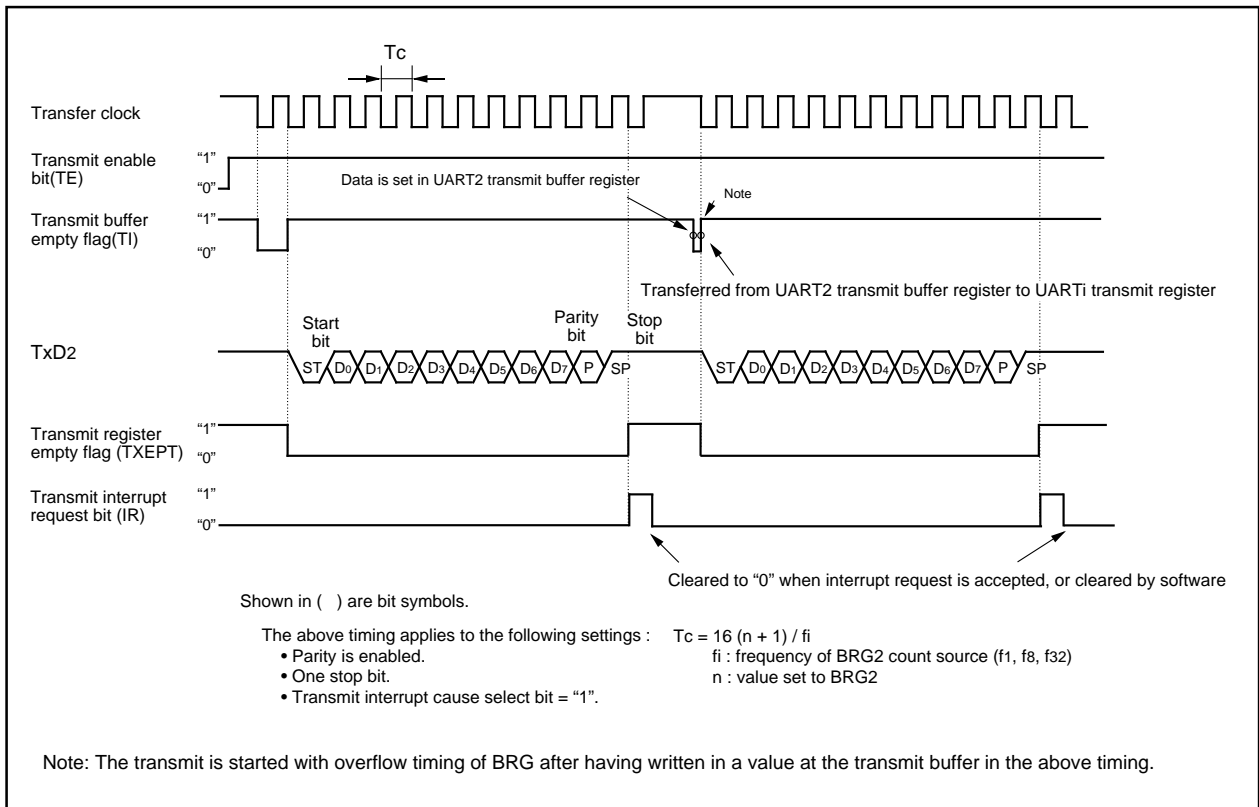 Tc
Transfer clock
Transmit enable
bit(TE)
“1”
“0”
Data is set in UART2 transmit buffer register
Note
Transmit buffer
empty flag(TI)
“1”
“0”
Transferred from UART2 transmit buffer register to UARTi transmit register
Start
bit
Parity
bit
Stop
bit
TxD2
ST D0 D1 D2 D3 D4 D5 D6 D7 P SP ST D0 D1 D2 D3 D4 D5 D6 D7 P SP
Transmit register
empty flag (TXEPT)
“1”
“0”
Transmit interrupt
request bit (IR)
“1”
“0”
Cleared to “0” when interrupt request is accepted, or cleared by software
Shown in ( ) are bit symbols.
The above timing applies to the following settings :
• Parity is enabled.
• One stop bit.
• Transmit interrupt cause select bit = “1”.
Tc = 16 (n + 1) / fi
fi : frequency of BRG2 count source (f1, f8, f32)
n : value set to BRG2
Note: The transmit is started with overflow timing of BRG after having written in a value at the transmit buffer in the above timing.